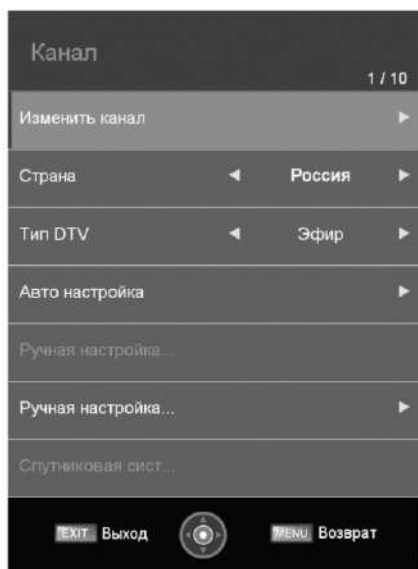 Канал
1 / 10
Изменить канал
Страна Россия
Тип DTV Эфир
Авто настройка
Ручная настройка...
Ручная настройка...
Спутниковая сист...
EXIT Выход MENU Возврат